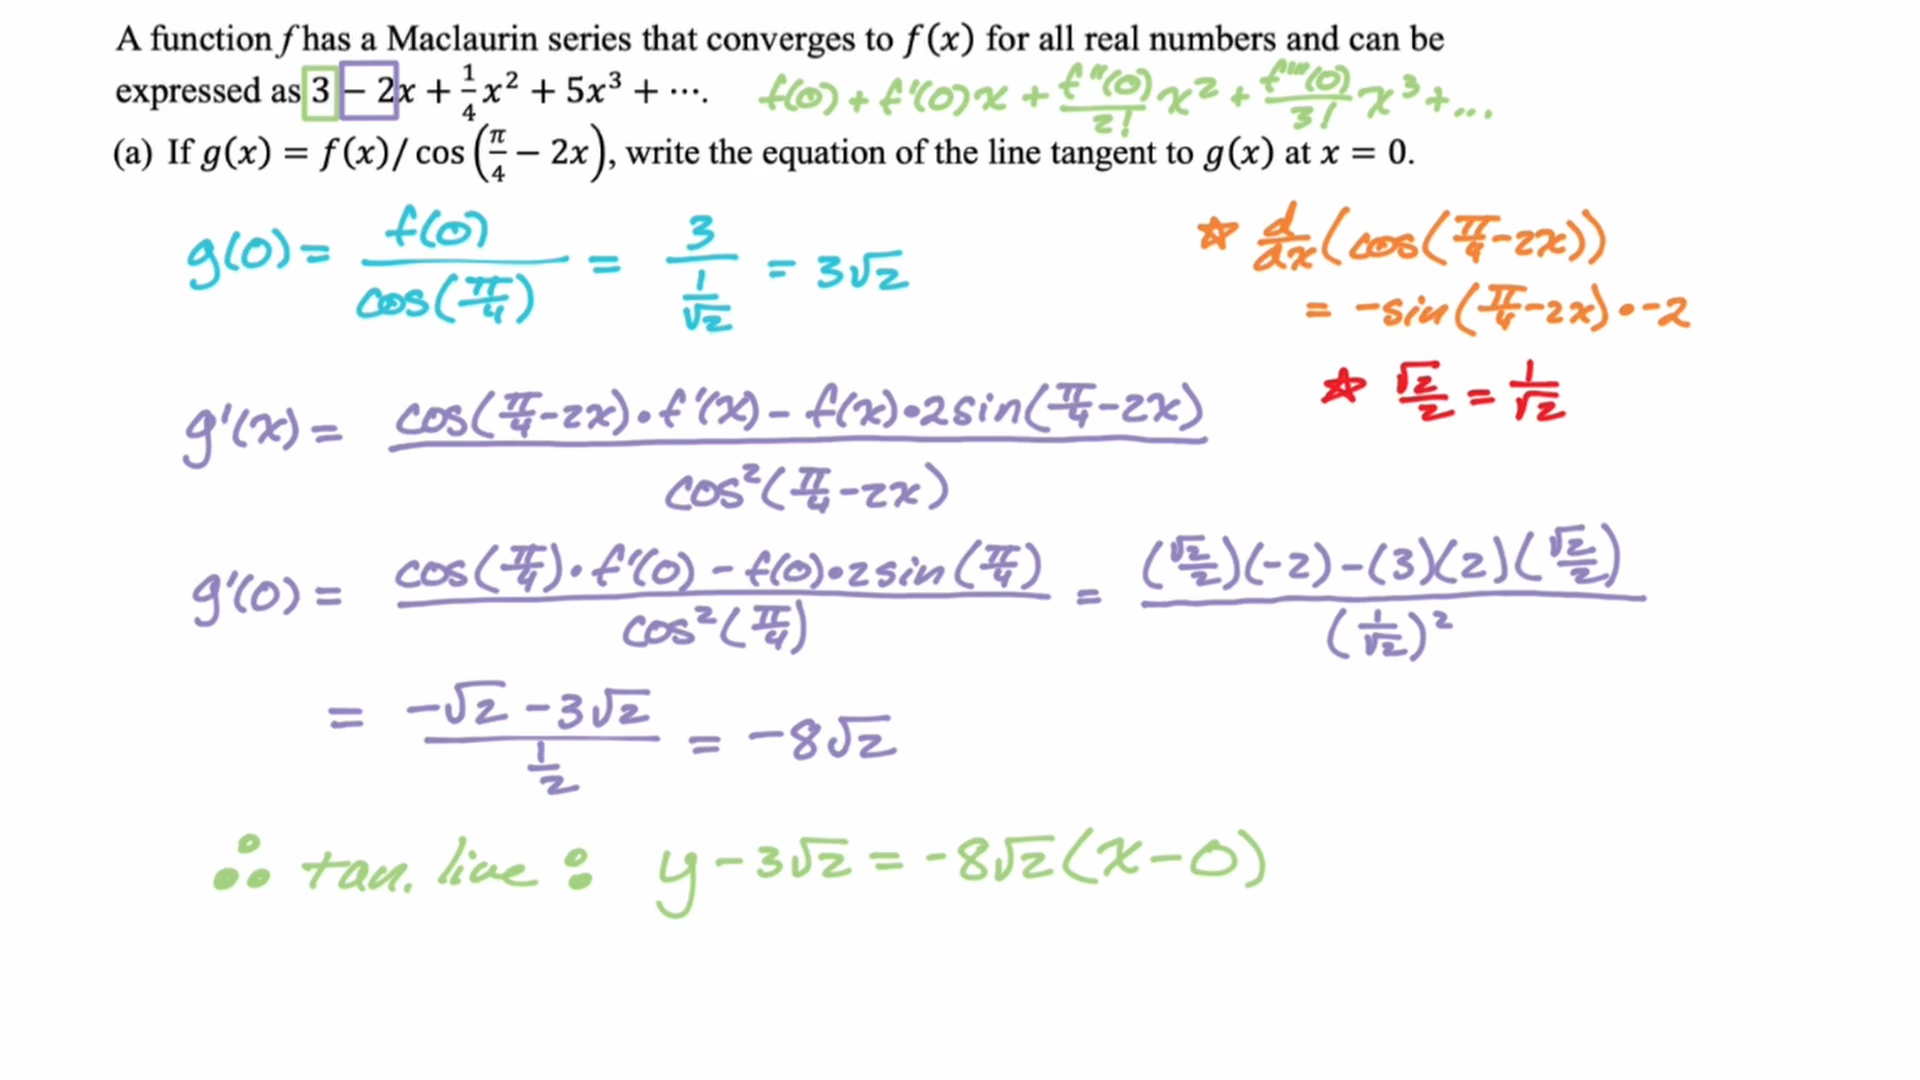 A function f has a Maclaurin series that converges to f(x) for all real numbers and can be
expressed as 3 − 2x + 1/4 x² + 5x³ + ⋯. f(0) + f'(0)x + f''(0)/2! x² + f'''(0)/3! x³ + ...
(a) If g(x) = f(x)/ cos (π/4 − 2x), write the equation of the line tangent to g(x) at x = 0.
g(0) = f(0)/cos(π/4) = 3/(1/√2) = 3√2
☆ d/dx (cos(π/4 - 2x))
= -sin(π/4 - 2x) • -2
☆ √2/2 = 1/√2
g'(x) = (cos(π/4 - 2x) • f'(x) - f(x) • 2sin(π/4 - 2x))/cos²(π/4 - 2x)
g'(0) = (cos(π/4) • f'(0) - f(0) • 2sin(π/4))/cos²(π/4) = ((√2/2)(-2) - (3)(2)(√2/2))/(1/√2)²
= (-√2 - 3√2)/(1/2) = -8√2
∴ tan. line : y - 3√2 = -8√2(x - 0)